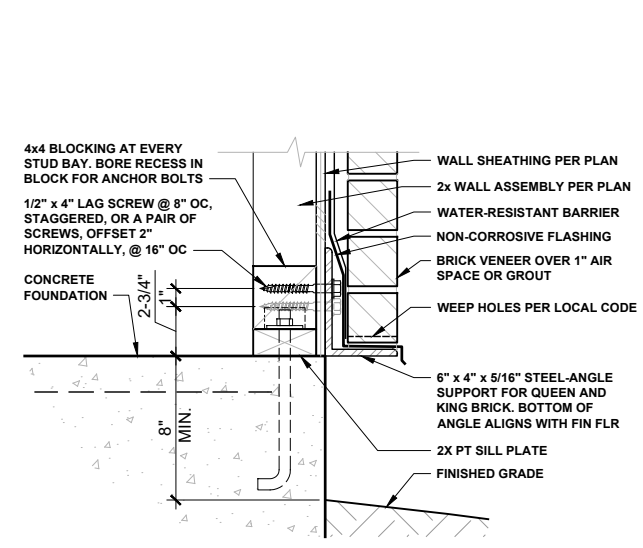 4x4 BLOCKING AT EVERY
STUD BAY. BORE RECESS IN
BLOCK FOR ANCHOR BOLTS
1/2" x 4" LAG SCREW @ 8" OC,
STAGGERED, OR A PAIR OF
SCREWS, OFFSET 2"
HORIZONTALLY, @ 16" OC
CONCRETE
FOUNDATION
2-3/4"
1"
8"
MIN.
WALL SHEATHING PER PLAN
2x WALL ASSEMBLY PER PLAN
WATER-RESISTANT BARRIER
NON-CORROSIVE FLASHING
BRICK VENEER OVER 1" AIR
SPACE OR GROUT
WEEP HOLES PER LOCAL CODE
6" x 4" x 5/16" STEEL-ANGLE
SUPPORT FOR QUEEN AND
KING BRICK. BOTTOM OF
ANGLE ALIGNS WITH FIN FLR
2X PT SILL PLATE
FINISHED GRADE